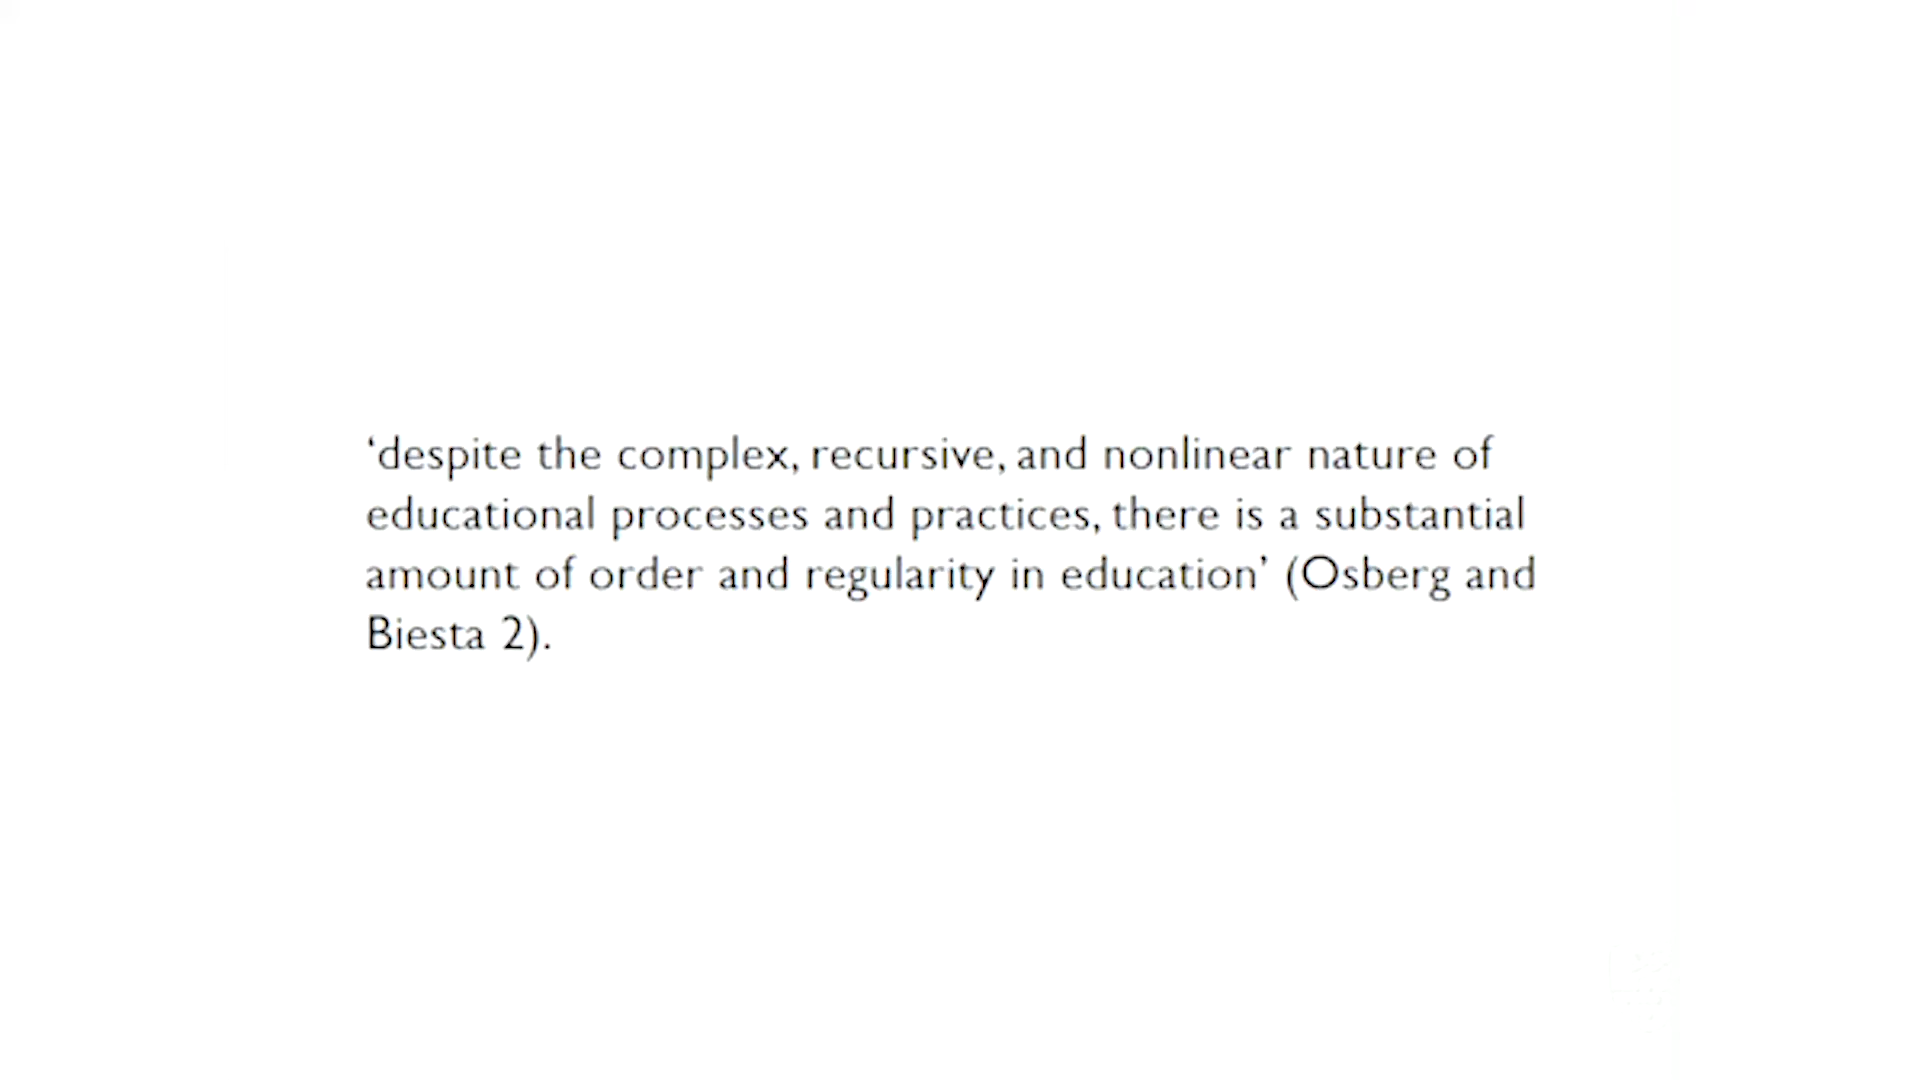 ‘despite the complex, recursive, and nonlinear nature of
educational processes and practices, there is a substantial
amount of order and regularity in education’ (Osberg and
Biesta 2).